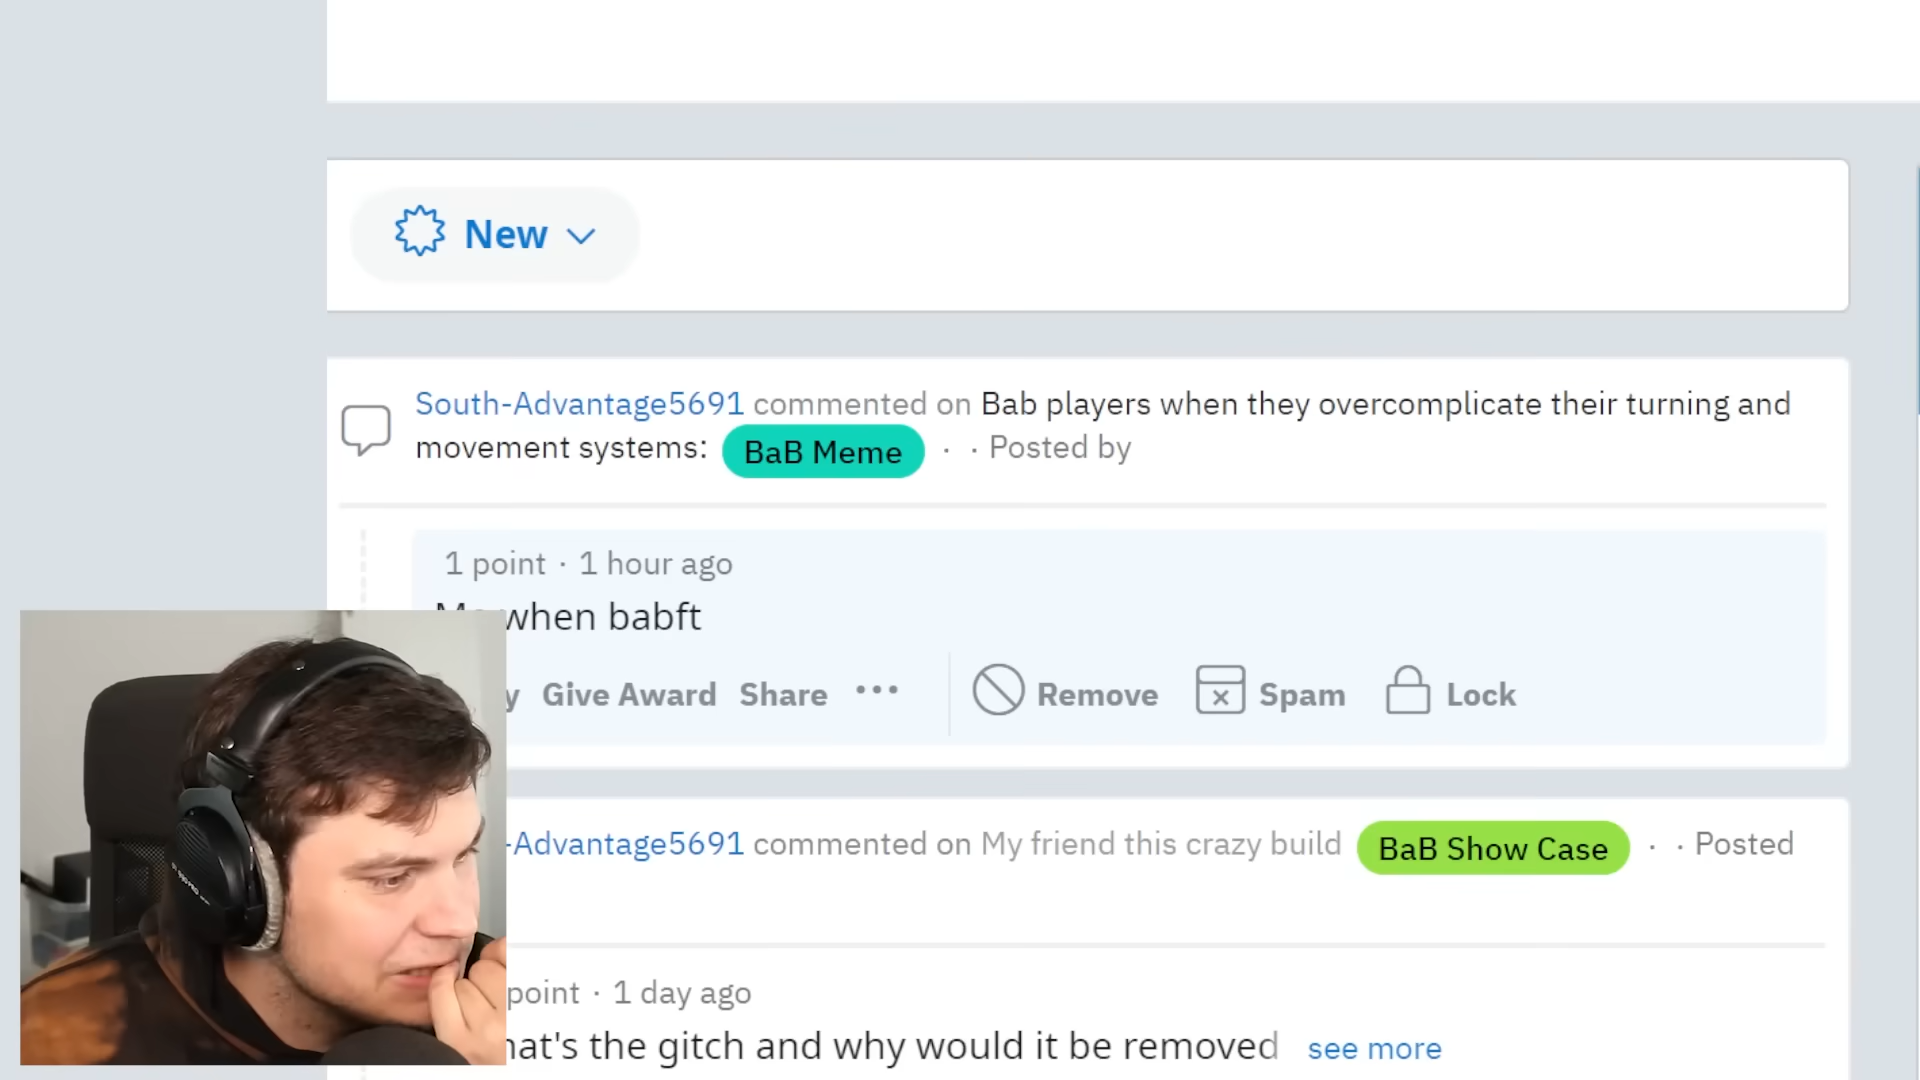 New
South-Advantage5691 commented on Bab players when they overcomplicate their turning and
movement systems: BaB Meme · · Posted by
1 point · 1 hour ago
when babft
Give Award Share ••• Remove Spam Lock
-Advantage5691 commented on My friend this crazy build BaB Show Case · · Posted
point · 1 day ago
hat's the gitch and why would it be removed see more